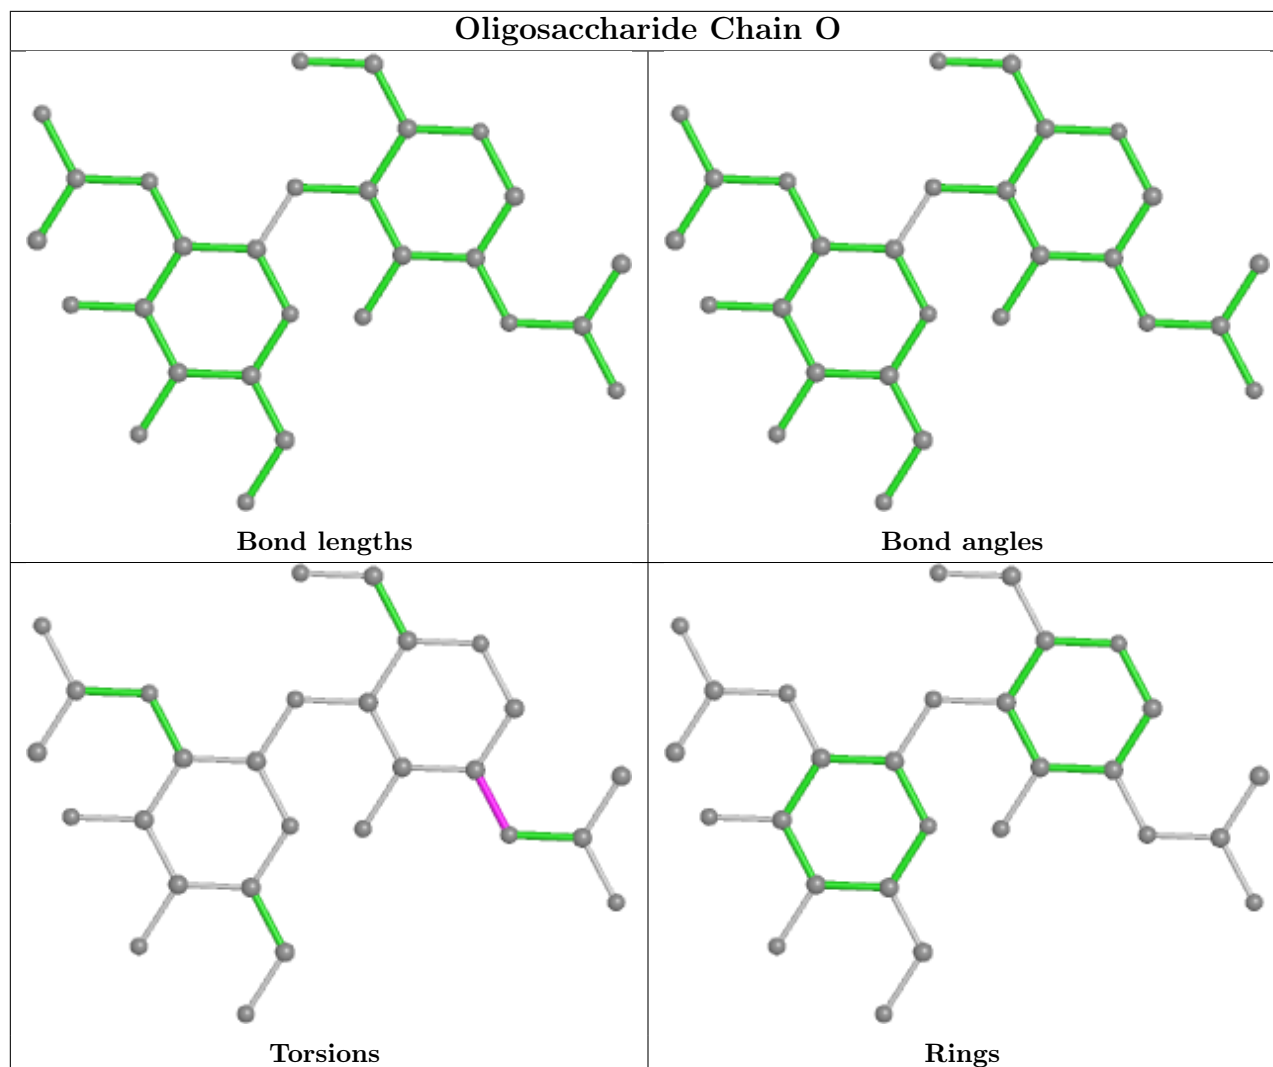 Oligosaccharide Chain O
Bond lengths
Bond angles
Torsions
Rings